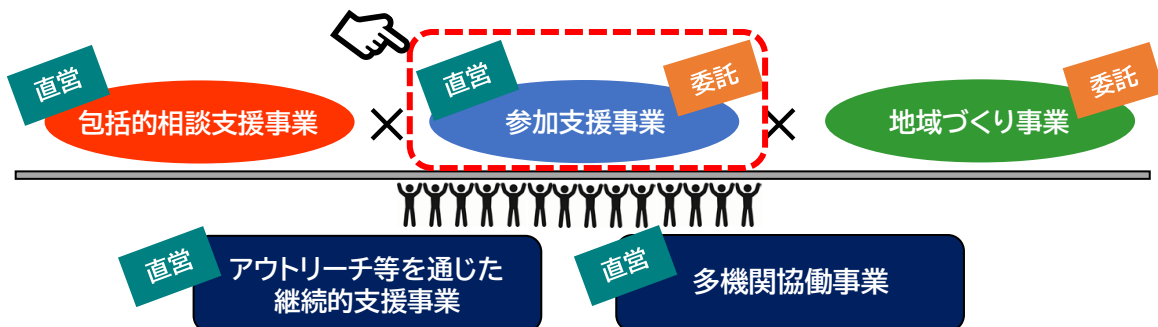 直営
包括的相談支援事業
×
直営
委託
参加支援事業
×
委託
地域づくり事業
直営
アウトリーチ等を通じた
継続的支援事業
直営
多機関協働事業